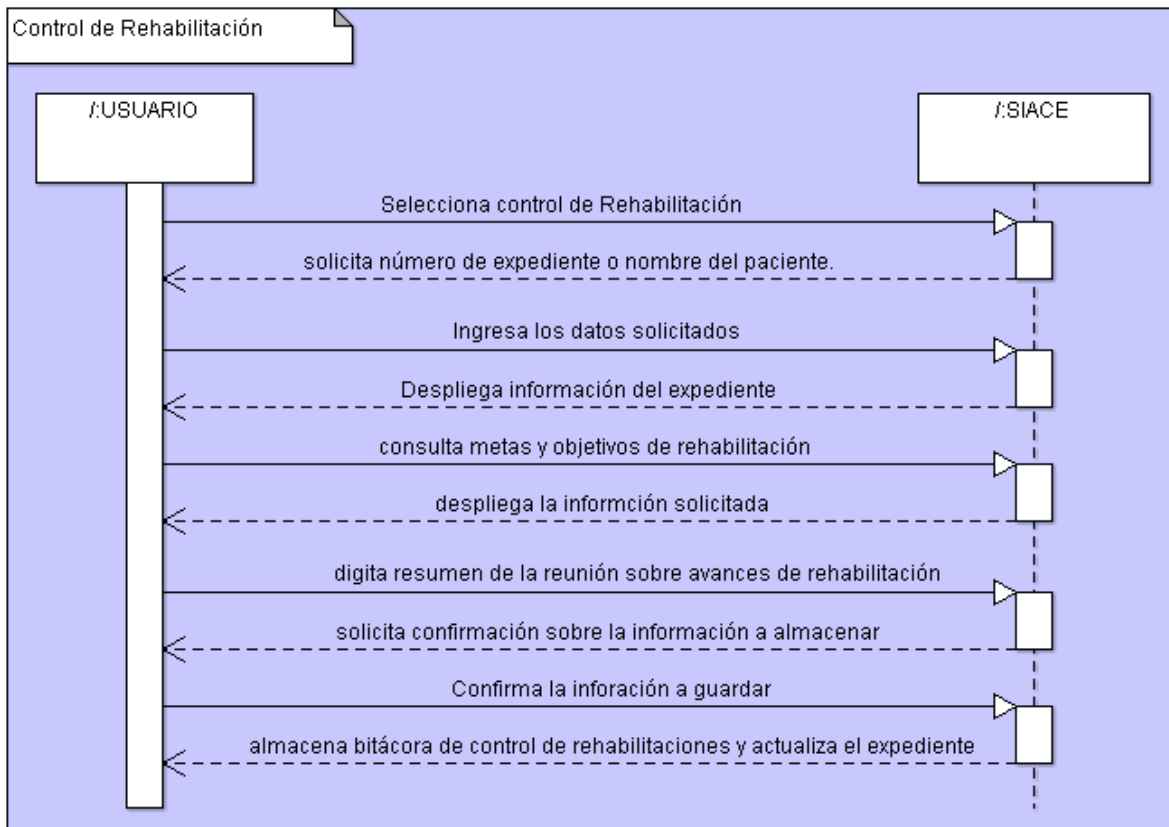 Control de Rehabilitación
/:USUARIO
/:SIACE
Selecciona control de Rehabilitación
solicita número de expediente o nombre del paciente.
Ingresa los datos solicitados
Despliega información del expediente
consulta metas y objetivos de rehabilitación
despliega la informción solicitada
digita resumen de la reunión sobre avances de rehabilitación
solicita confirmación sobre la información a almacenar
Confirma la inforación a guardar
almacena bitácora de control de rehabilitaciones y actualiza el expediente